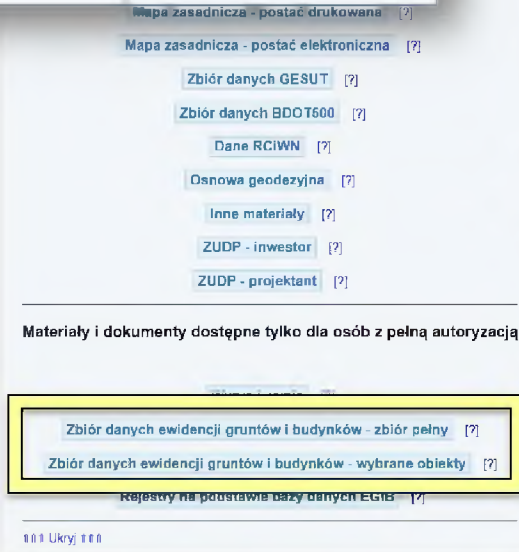 Mapa zasadnicza - postać drukowana [?]
Mapa zasadnicza - postać elektroniczna [?]
Zbiór danych GESUT [?]
Zbiór danych BDOT500 [?]
Dane RCiWN [?]
Osnowa geodezyjna [?]
Inne materiały [?]
ZUDP - inwestor [?]
ZUDP - projektant [?]
Materiały i dokumenty dostępne tylko dla osób z pełną autoryzacją
Zbiór danych ewidencji gruntów i budynków - zbiór pełny [?]
Zbiór danych ewidencji gruntów i budynków - wybrane obiekty [?]
Rejestry na podstawie bazy danych EGiB [?]
⇑⇑⇑ Ukryj ⇑⇑⇑